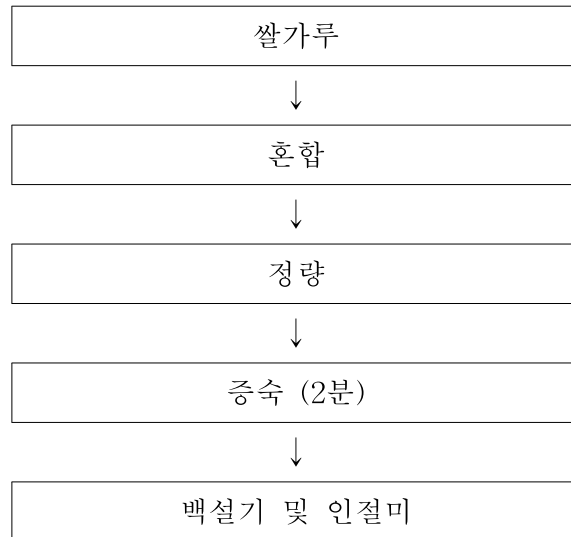 쌀가루
↓
혼합
↓
정량
↓
증숙 (2분)
↓
백설기 및 인절미